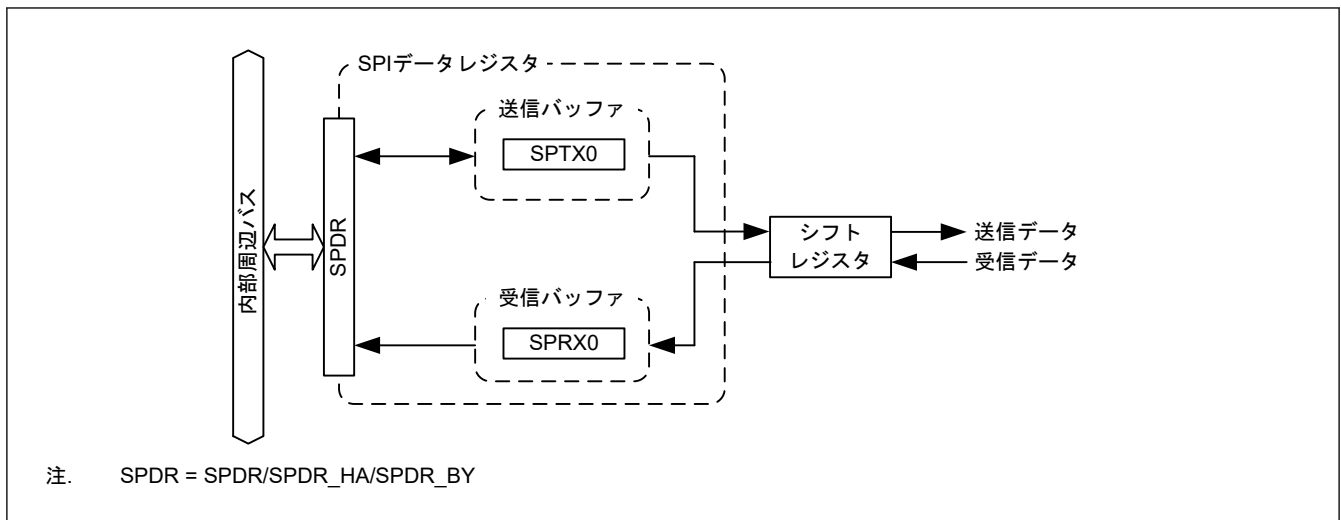 SPIデータレジスタ
送信バッファ
SPTX0
内部周辺バス
SPDR
シフト
レジスタ
送信データ
受信データ
受信バッファ
SPRX0
注. SPDR = SPDR/SPDR_HA/SPDR_BY